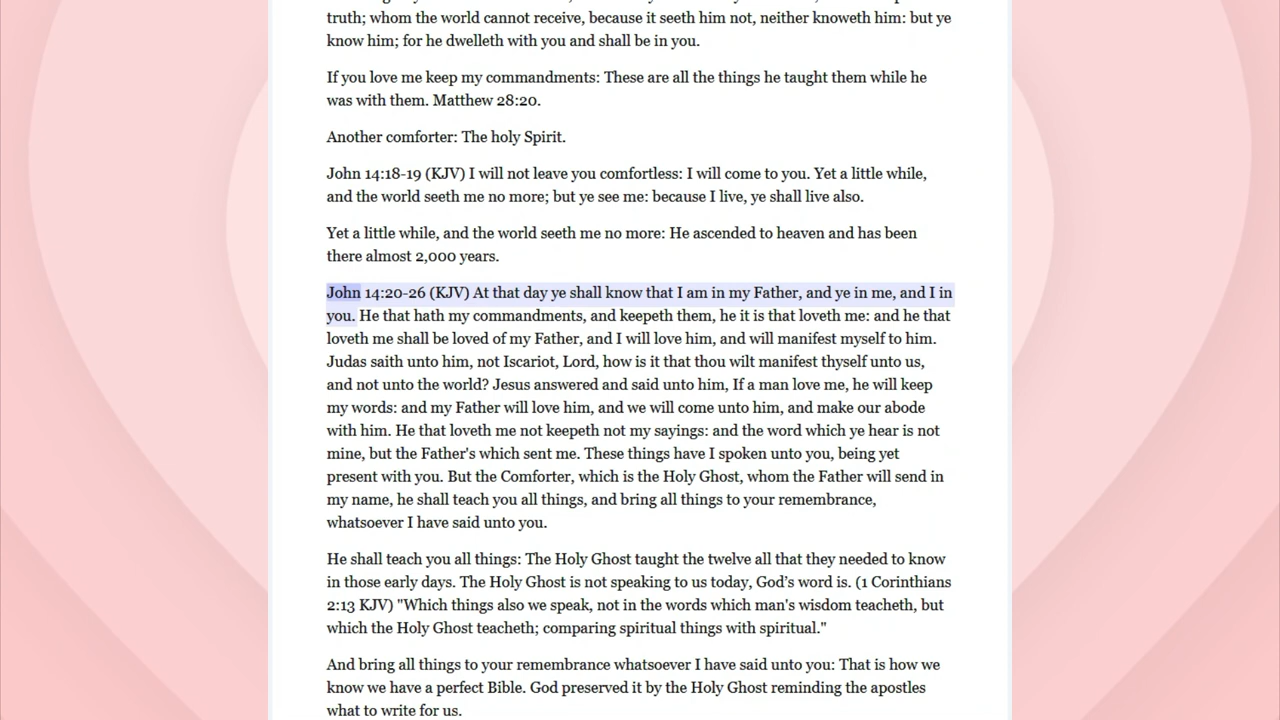 truth; whom the world cannot receive, because it seeth him not, neither knoweth him: but ye
know him; for he dwelleth with you and shall be in you.
If you love me keep my commandments: These are all the things he taught them while he
was with them. Matthew 28:20.
Another comforter: The holy Spirit.
John 14:18-19 (KJV) I will not leave you comfortless: I will come to you. Yet a little while,
and the world seeth me no more; but ye see me: because I live, ye shall live also.
Yet a little while, and the world seeth me no more: He ascended to heaven and has been
there almost 2,000 years.
John 14:20-26 (KJV) At that day ye shall know that I am in my Father, and ye in me, and I in
you. He that hath my commandments, and keepeth them, he it is that loveth me: and he that
loveth me shall be loved of my Father, and I will love him, and will manifest myself to him.
Judas saith unto him, not Iscariot, Lord, how is it that thou wilt manifest thyself unto us,
and not unto the world? Jesus answered and said unto him, If a man love me, he will keep
my words: and my Father will love him, and we will come unto him, and make our abode
with him. He that loveth me not keepeth not my sayings: and the word which ye hear is not
mine, but the Father's which sent me. These things have I spoken unto you, being yet
present with you. But the Comforter, which is the Holy Ghost, whom the Father will send in
my name, he shall teach you all things, and bring all things to your remembrance,
whatsoever I have said unto you.
He shall teach you all things: The Holy Ghost taught the twelve all that they needed to know
in those early days. The Holy Ghost is not speaking to us today, God’s word is. (1 Corinthians
2:13 KJV) "Which things also we speak, not in the words which man's wisdom teacheth, but
which the Holy Ghost teacheth; comparing spiritual things with spiritual."
And bring all things to your remembrance whatsoever I have said unto you: That is how we
know we have a perfect Bible. God preserved it by the Holy Ghost reminding the apostles
what to write for us.